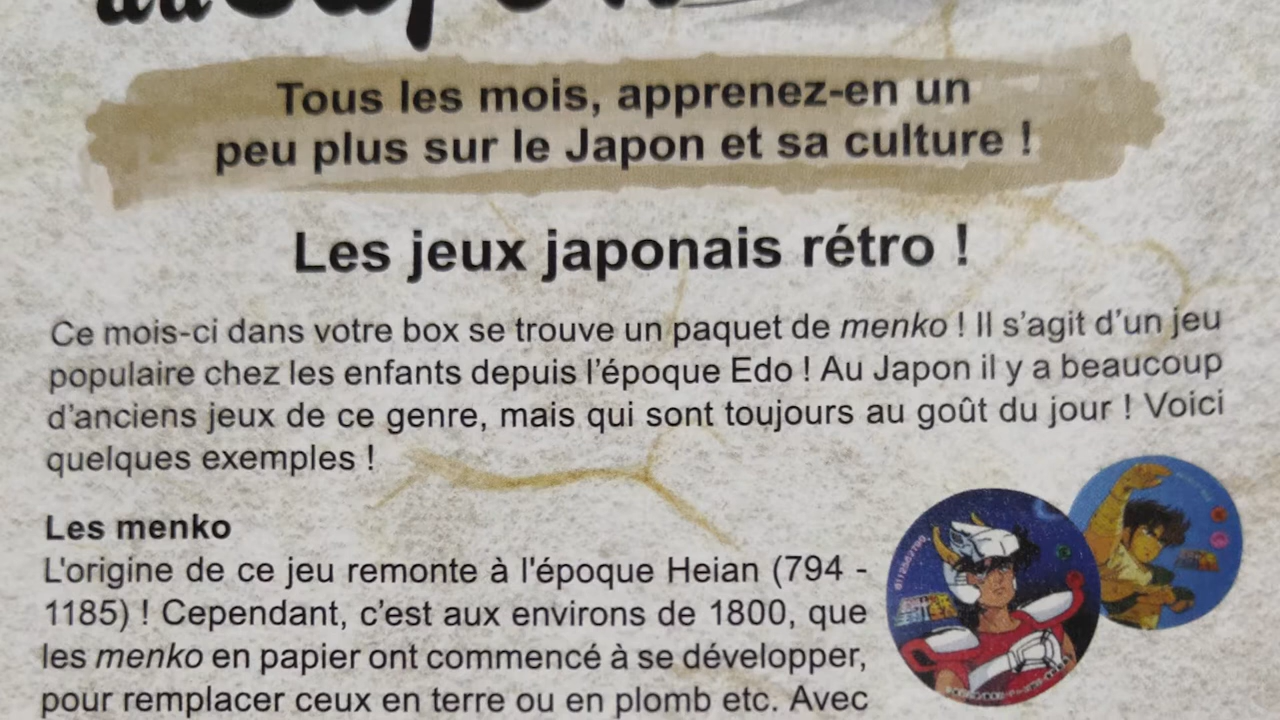 du Japon
Tous les mois, apprenez-en un
peu plus sur le Japon et sa culture !
Les jeux japonais rétro !
Ce mois-ci dans votre box se trouve un paquet de menko ! Il s’agit d’un jeu
populaire chez les enfants depuis l’époque Edo ! Au Japon il y a beaucoup
d’anciens jeux de ce genre, mais qui sont toujours au goût du jour ! Voici
quelques exemples !
Les menko
L'origine de ce jeu remonte à l'époque Heian (794 -
1185) ! Cependant, c’est aux environs de 1800, que
les menko en papier ont commencé à se développer,
pour remplacer ceux en terre ou en plomb etc. Avec